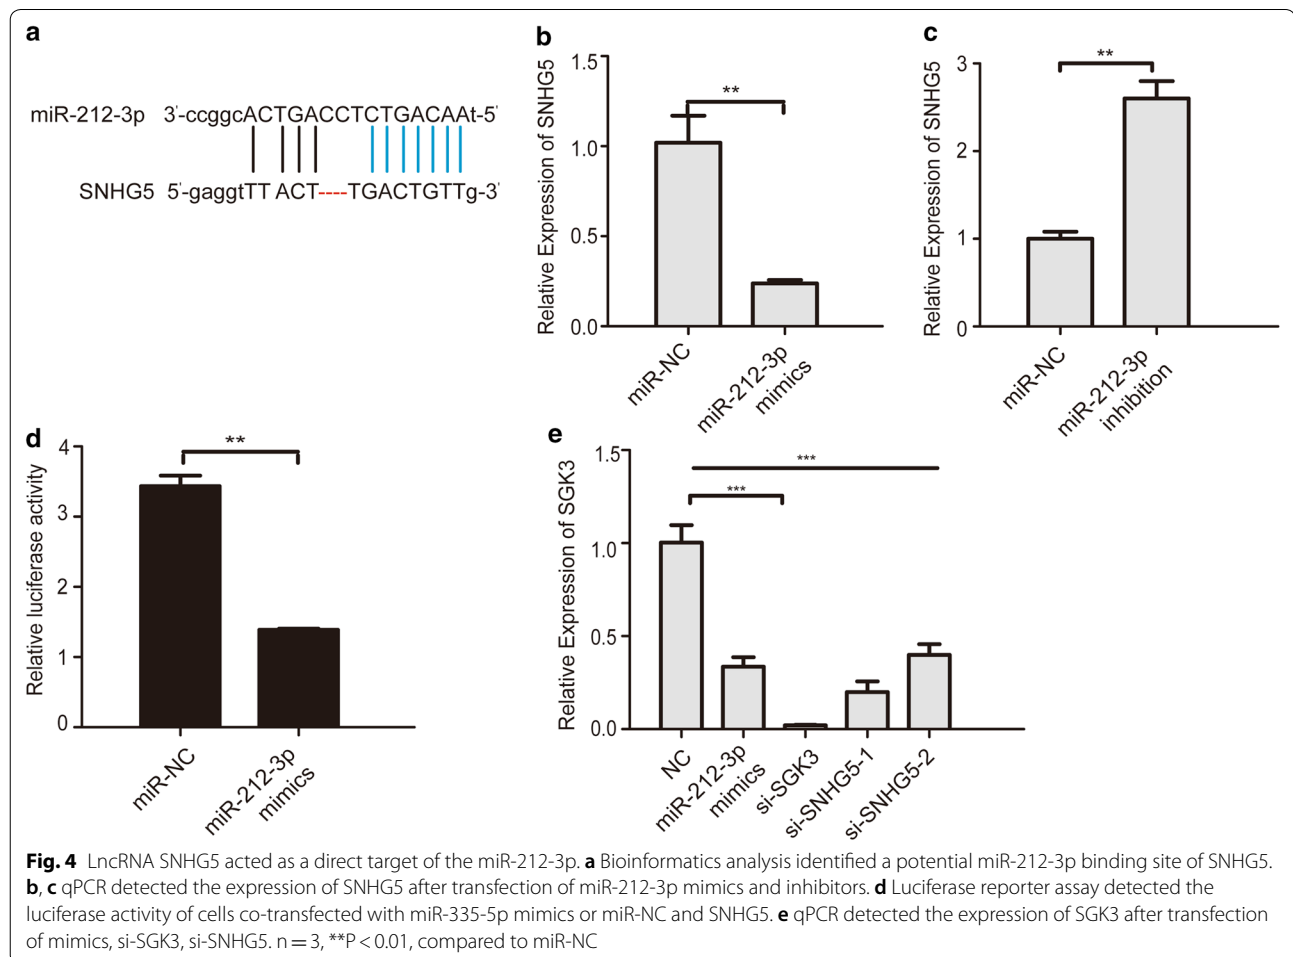 a
miR-212-3p 3'-ccggcACTGACCTCTGACAAt-5'
SNHG5 5'-gaggtTT ACT----TGACTGTTg-3'
b
Relative Expression of SNHG5
1.5
1.0
0.5
0.0
**
miR-NC
miR-212-3p
mimics
c
Relative Expression of SNHG5
3
2
1
0
**
miR-NC
miR-212-3p
inhibition
d
Relative luciferase activity
4
3
2
1
0
**
miR-NC
miR-212-3p
mimics
e
Relative Expression of SGK3
1.5
1.0
0.5
0.0
***
***
NC
miR-212-3p
mimics
si-SGK3
si-SNHG5-1
si-SNHG5-2
Fig. 4 LncRNA SNHG5 acted as a direct target of the miR-212-3p. a Bioinformatics analysis identified a potential miR-212-3p binding site of SNHG5.
b, c qPCR detected the expression of SNHG5 after transfection of miR-212-3p mimics and inhibitors. d Luciferase reporter assay detected the
luciferase activity of cells co-transfected with miR-335-5p mimics or miR-NC and SNHG5. e qPCR detected the expression of SGK3 after transfection
of mimics, si-SGK3, si-SNHG5. n = 3, **P < 0.01, compared to miR-NC